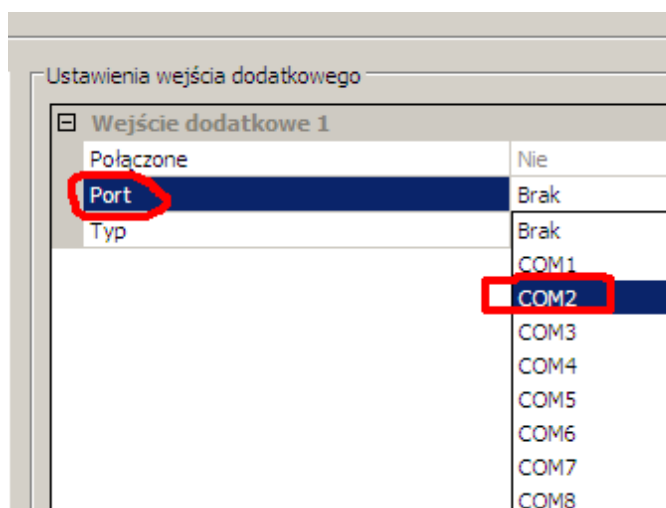 Ustawienia wejścia dodatkowego
Wejście dodatkowe 1
Połączone Nie
Port Brak
Typ Brak
COM1
COM2
COM3
COM4
COM5
COM6
COM7
COM8